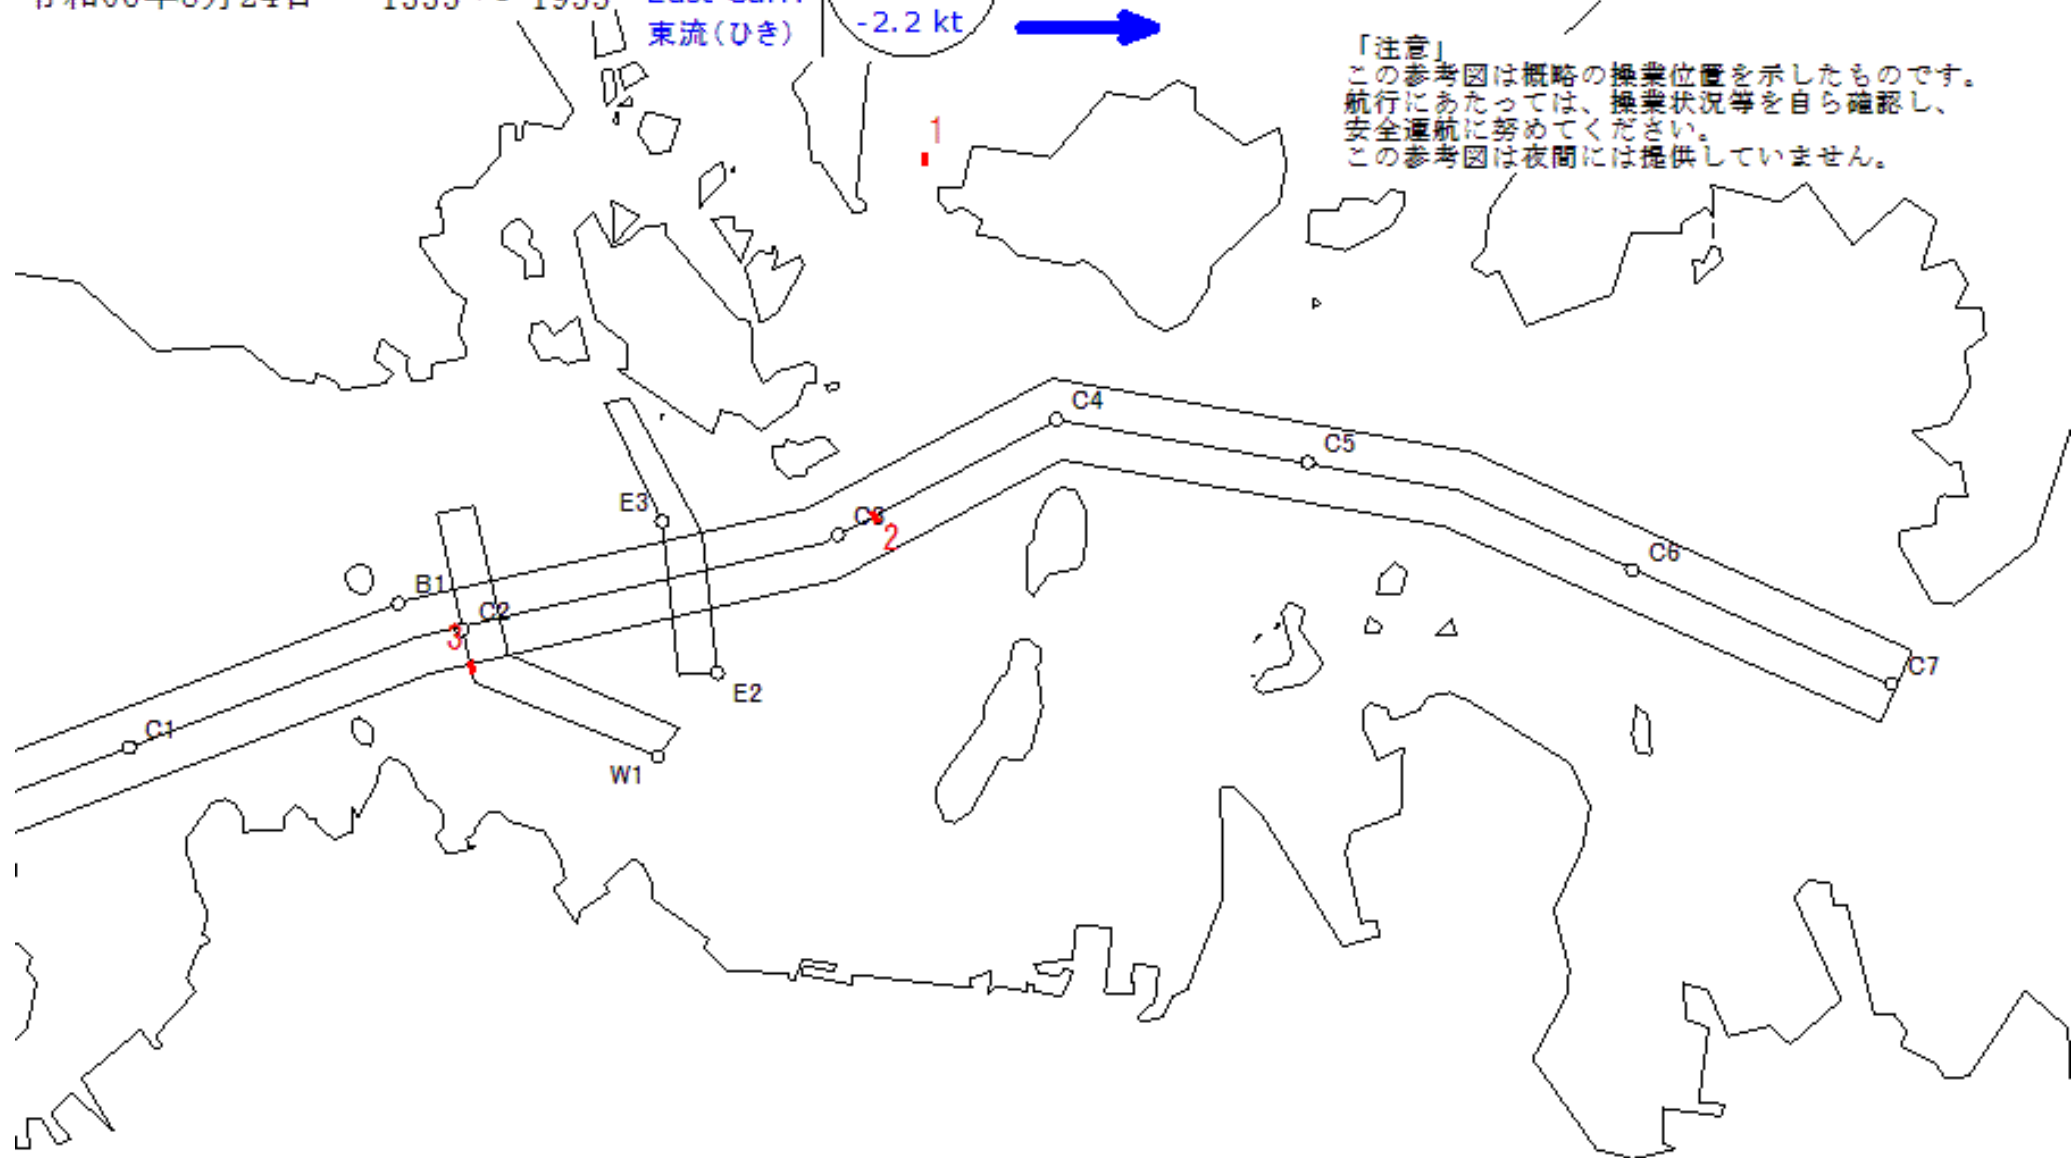 東流(ひき)
-2.2 kt
「注意」
この参考図は概略の操業位置を示したものです。
航行にあたっては、操業状況等を自ら確認し、
安全運航に努めてください。
この参考図は夜間には提供していません。
1
C4
C5
E3
C3
2
C6
B1
C2
3
C7
E2
C1
W1